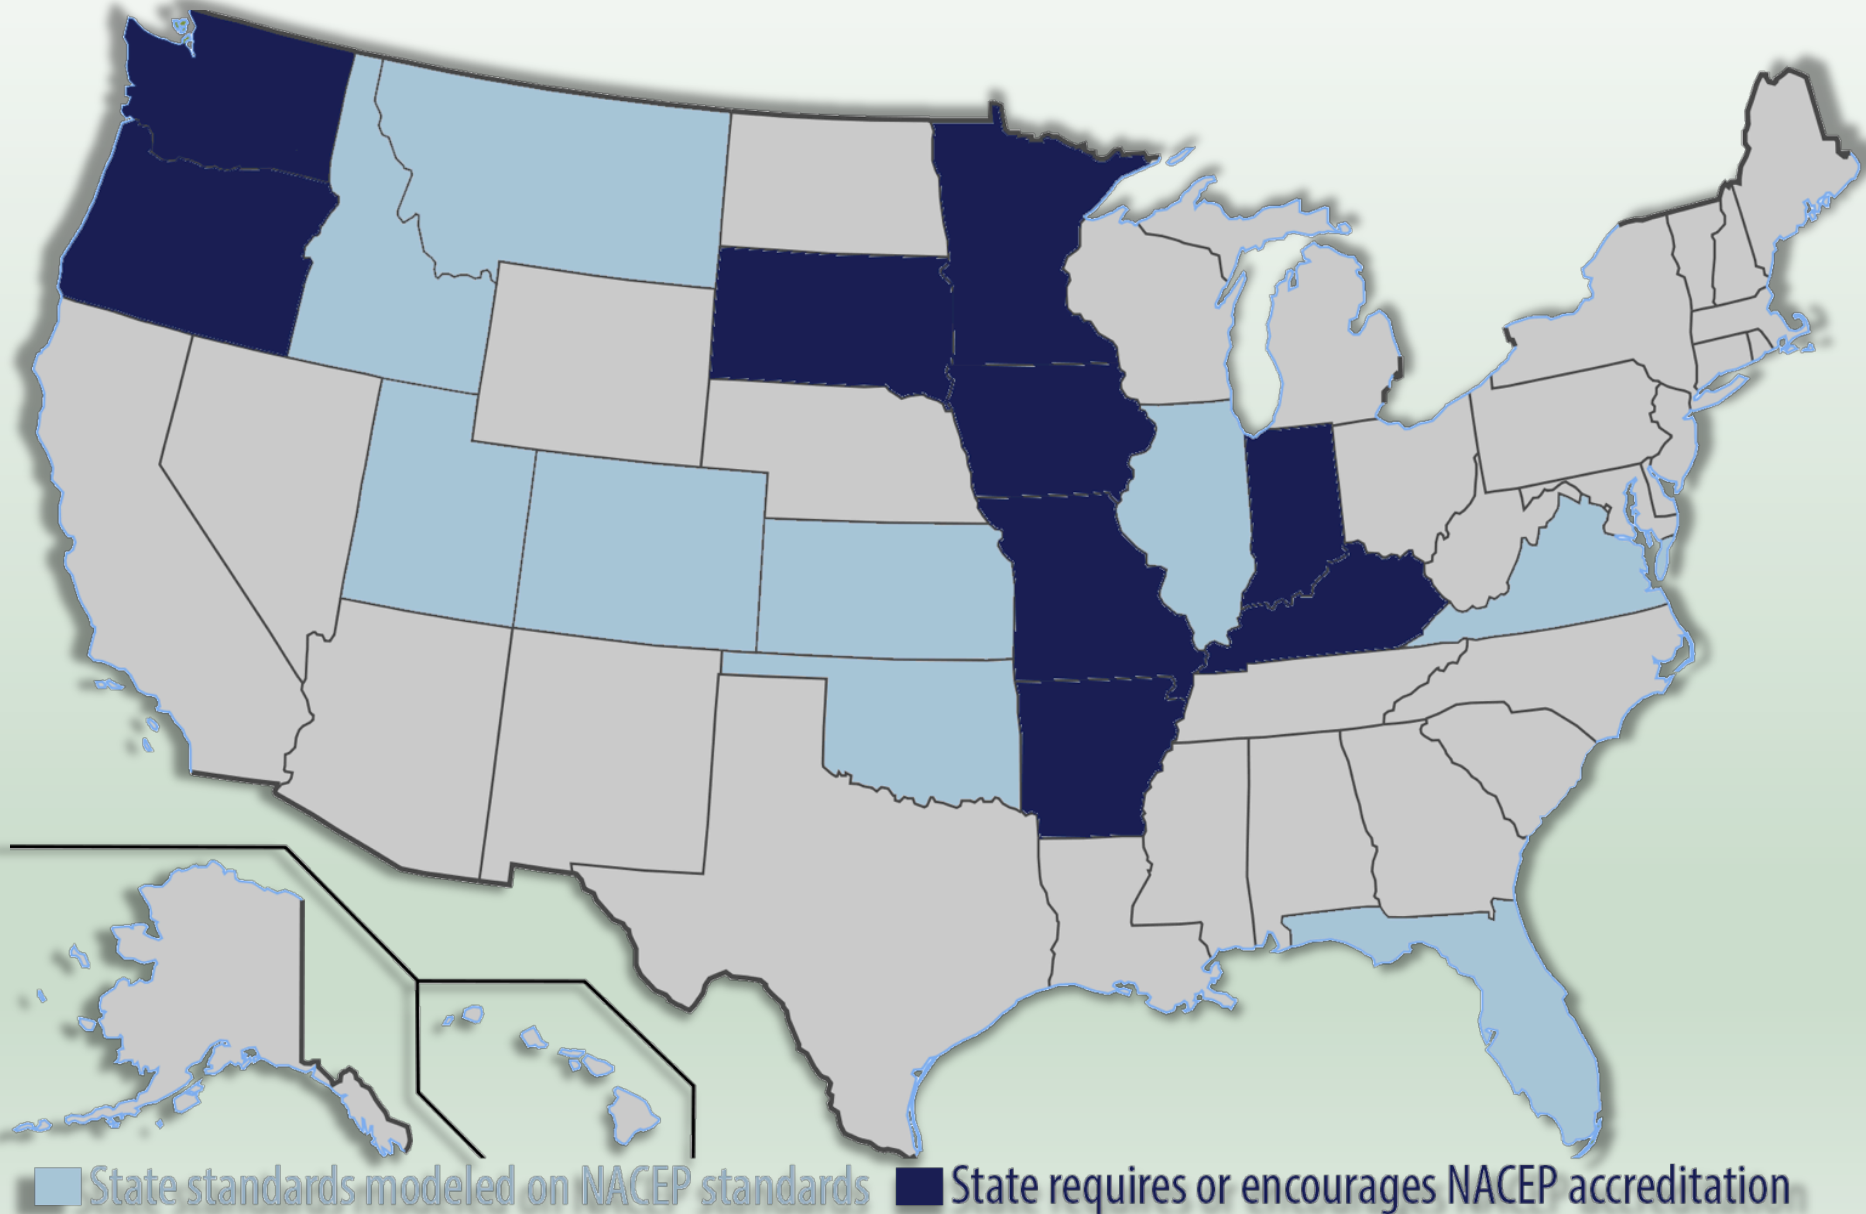 State standards modeled on NACEP standards
State requires or encourages NACEP accreditation